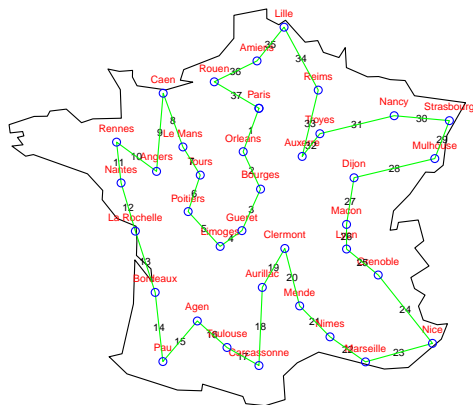 Lille
35
Amiens
34
36
Rouen
Reims
Caen
37
Paris
Nancy
Strasbourg
8
33
Troyes
30
31
Rennes
9
Le Mans
1
29
Orleans
Auxerre
32
10
Angers
7
Tours
Mulhouse
11
2
Dijon
28
Nantes
Bourges
6
Poitiers
27
12
3
Macon
La Rochelle
5
Limoges
Gueret
4
Clermont
Lyon
26
13
19
25
Grenoble
Bordeaux
Aurillac
20
Mende
24
14
Agen
21
15
16
Toulouse
18
Nimes
Nice
Pau
17
Carcassonne
22
Marseille
23